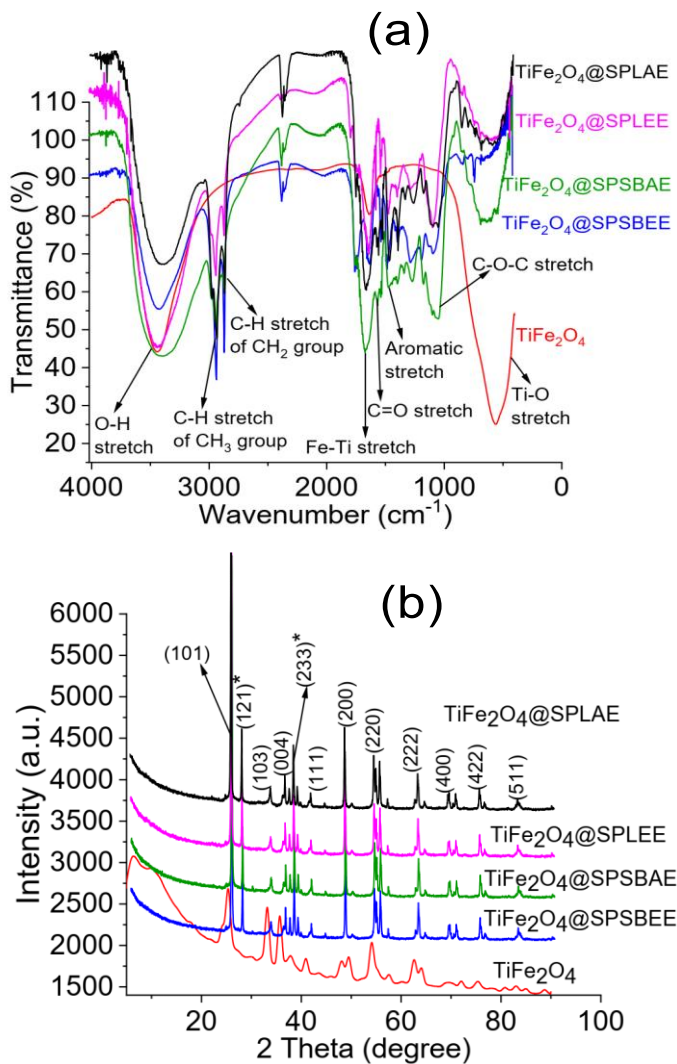 (a)
TiFe₂O₄@SPLAE
TiFe₂O₄@SPLEE
TiFe₂O₄@SPSBAE
TiFe₂O₄@SPSBEE
TiFe₂O₄
Transmittance (%)
110
100
90
80
70
60
50
40
30
20
C-O-C
stretch
C-H stretch
of CH₂ group
Aromatic
stretch
O-H
stretch
C-H stretch
of CH₃ group
C=O stretch
Fe-Ti stretch
Ti-O
stretch
4000 3000 2000 1000 0
Wavenumber (cm⁻¹)
(b)
Intensity (a.u.)
6000
5500
5000
4500
4000
3500
3000
2500
2000
1500
(101)
(121)*
(103)
(004)
(233)*
(111)
(200)
(220)
(222)
(400)
(422)
(511)
TiFe₂O₄@SPLAE
TiFe₂O₄@SPLEE
TiFe₂O₄@SPSBAE
TiFe₂O₄@SPSBEE
TiFe₂O₄
20 40 60 80 100
2 Theta (degree)